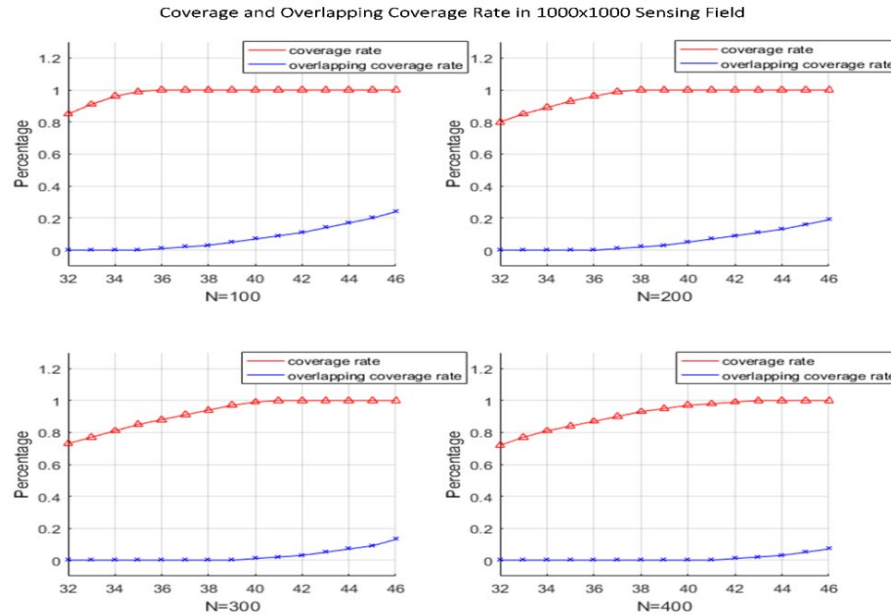 Coverage and Overlapping Coverage Rate in 1000x1000 Sensing Field
coverage rate
overlapping coverage rate
Percentage
1.2
1
0.8
0.6
0.4
0.2
0
32 34 36 38 40 42 44 46
N=100
coverage rate
overlapping coverage rate
Percentage
1.2
1
0.8
0.6
0.4
0.2
0
32 34 36 38 40 42 44 46
N=200
coverage rate
overlapping coverage rate
Percentage
1.2
1
0.8
0.6
0.4
0.2
0
32 34 36 38 40 42 44 46
N=300
coverage rate
overlapping coverage rate
Percentage
1.2
1
0.8
0.6
0.4
0.2
0
32 34 36 38 40 42 44 46
N=400